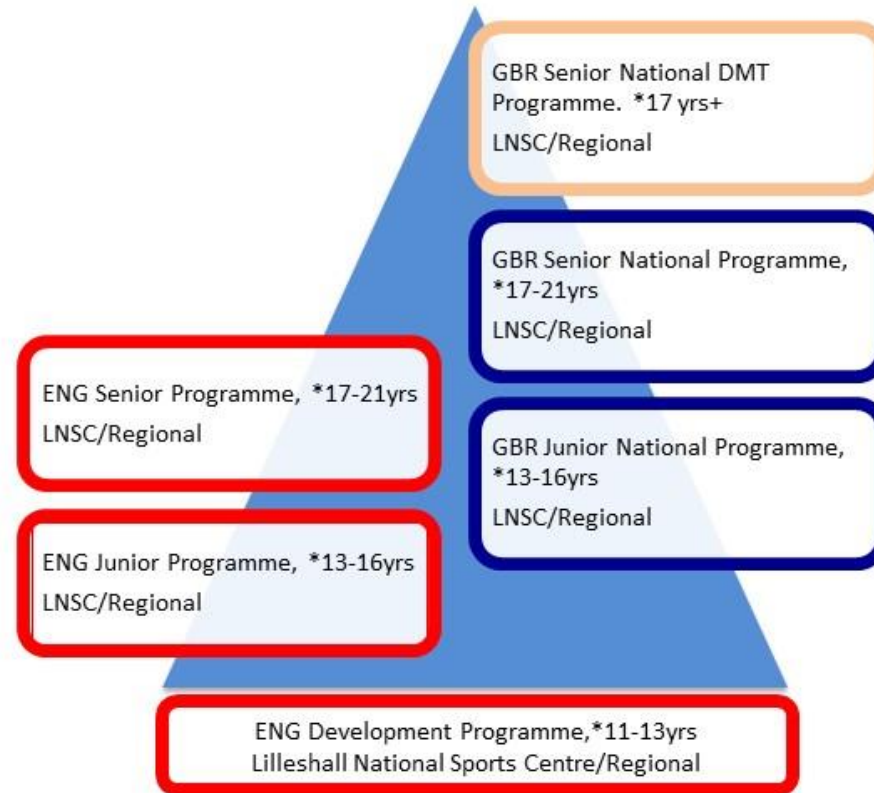 GBR Senior National DMT
Programme. *17 yrs+
LNSC/Regional
GBR Senior National Programme,
*17-21yrs
LNSC/Regional
ENG Senior Programme, *17-21yrs
LNSC/Regional
GBR Junior National Programme,
*13-16yrs
LNSC/Regional
ENG Junior Programme, *13-16yrs
LNSC/Regional
ENG Development Programme,*11-13yrs
Lilleshall National Sports Centre/Regional